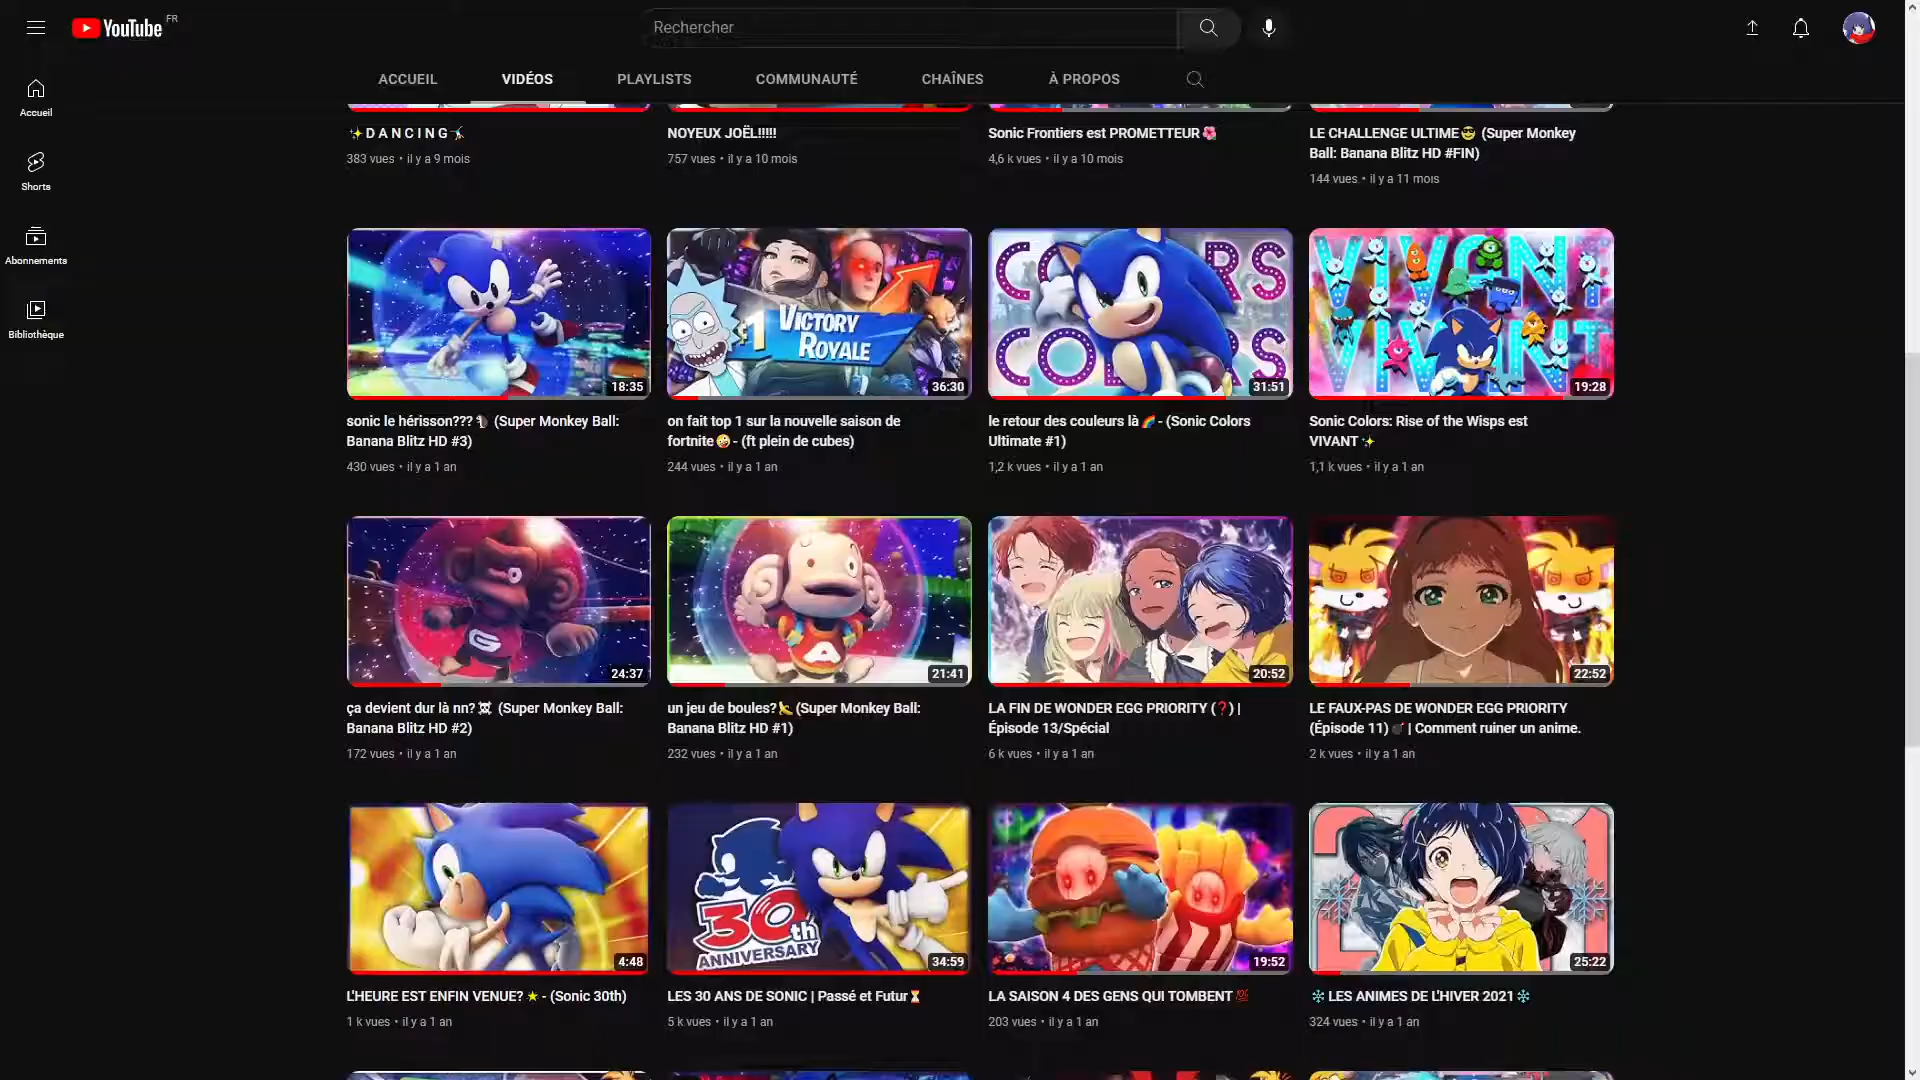 YouTube FR
Rechercher
ACCUEIL VIDÉOS PLAYLISTS COMMUNAUTÉ CHAÎNES À PROPOS
Accueil
Shorts
Abonnements
Bibliothèque
✨D A N C I N G🕺
383 vues • il y a 9 mois
NOYEUX JOËL!!!!!
757 vues • il y a 10 mois
Sonic Frontiers est PROMETTEUR🌺
4,6 k vues • il y a 10 mois
LE CHALLENGE ULTIME😎 (Super Monkey
Ball: Banana Blitz HD #FIN)
144 vues • il y a 11 mois
18:35
sonic le hérisson???🦔 (Super Monkey Ball:
Banana Blitz HD #3)
430 vues • il y a 1 an
#1 VICTORY
ROYALE
36:30
on fait top 1 sur la nouvelle saison de
fortnite🤪- (ft plein de cubes)
244 vues • il y a 1 an
COLORS
COLORS
31:51
le retour des couleurs là🌈- (Sonic Colors
Ultimate #1)
1,2 k vues • il y a 1 an
VIVANT
VIVANT
19:28
Sonic Colors: Rise of the Wisps est
VIVANT✨
1,1 k vues • il y a 1 an
G
24:37
ça devient dur là nn?☠ (Super Monkey Ball:
Banana Blitz HD #2)
172 vues • il y a 1 an
A
21:41
un jeu de boules?🍌(Super Monkey Ball:
Banana Blitz HD #1)
232 vues • il y a 1 an
20:52
LA FIN DE WONDER EGG PRIORITY (❓) |
Épisode 13/Spécial
6 k vues • il y a 1 an
22:52
LE FAUX-PAS DE WONDER EGG PRIORITY
(Épisode 11)💣| Comment ruiner un anime.
2 k vues • il y a 1 an
4:48
L'HEURE EST ENFIN VENUE?⭐- (Sonic 30th)
1 k vues • il y a 1 an
30th
ANNIVERSARY
34:59
LES 30 ANS DE SONIC | Passé et Futur⏳
5 k vues • il y a 1 an
19:52
LA SAISON 4 DES GENS QUI TOMBENT💯
203 vues • il y a 1 an
25:22
❄LES ANIMES DE L'HIVER 2021❄
324 vues • il y a 1 an